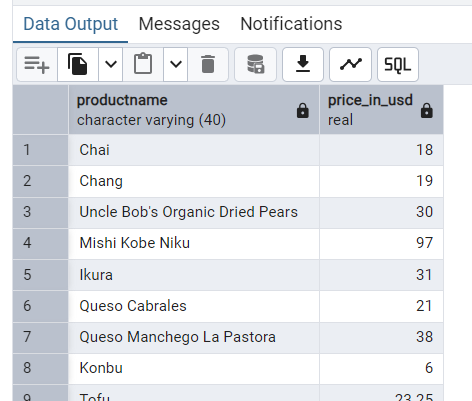 Data Output Messages Notifications
SQL
productname price_in_usd
character varying (40) real
1 Chai 18
2 Chang 19
3 Uncle Bob's Organic Dried Pears 30
4 Mishi Kobe Niku 97
5 Ikura 31
6 Queso Cabrales 21
7 Queso Manchego La Pastora 38
8 Konbu 6
9 Tofu 23.25